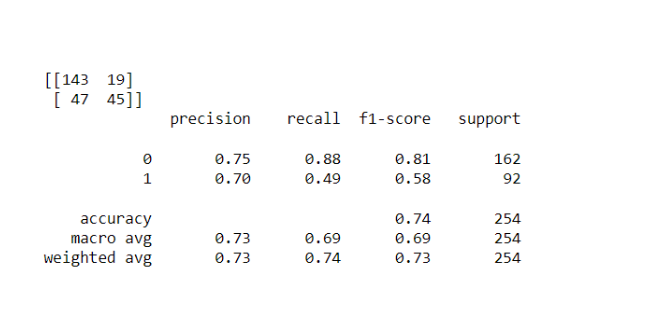 [[143 19]
[ 47 45]]
precision recall f1-score support
0 0.75 0.88 0.81 162
1 0.70 0.49 0.58 92
accuracy 0.74 254
macro avg 0.73 0.69 0.69 254
weighted avg 0.73 0.74 0.73 254